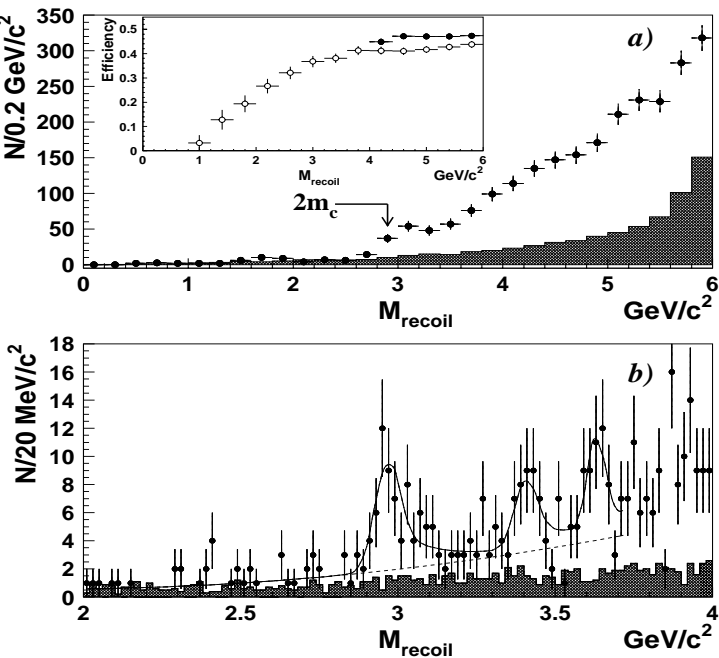 N/0.2 GeV/c²
350
300
250
200
150
100
50
0
a)
Efficiency
0.5
0.4
0.3
0.2
0.1
0
0 1 2 3 4 5 6
M_recoil GeV/c²
2m_c
0 1 2 3 4 5 6
M_recoil GeV/c²
N/20 MeV/c²
18
16
14
12
10
8
6
4
2
0
b)
2 2.5 3 3.5 4
M_recoil GeV/c²